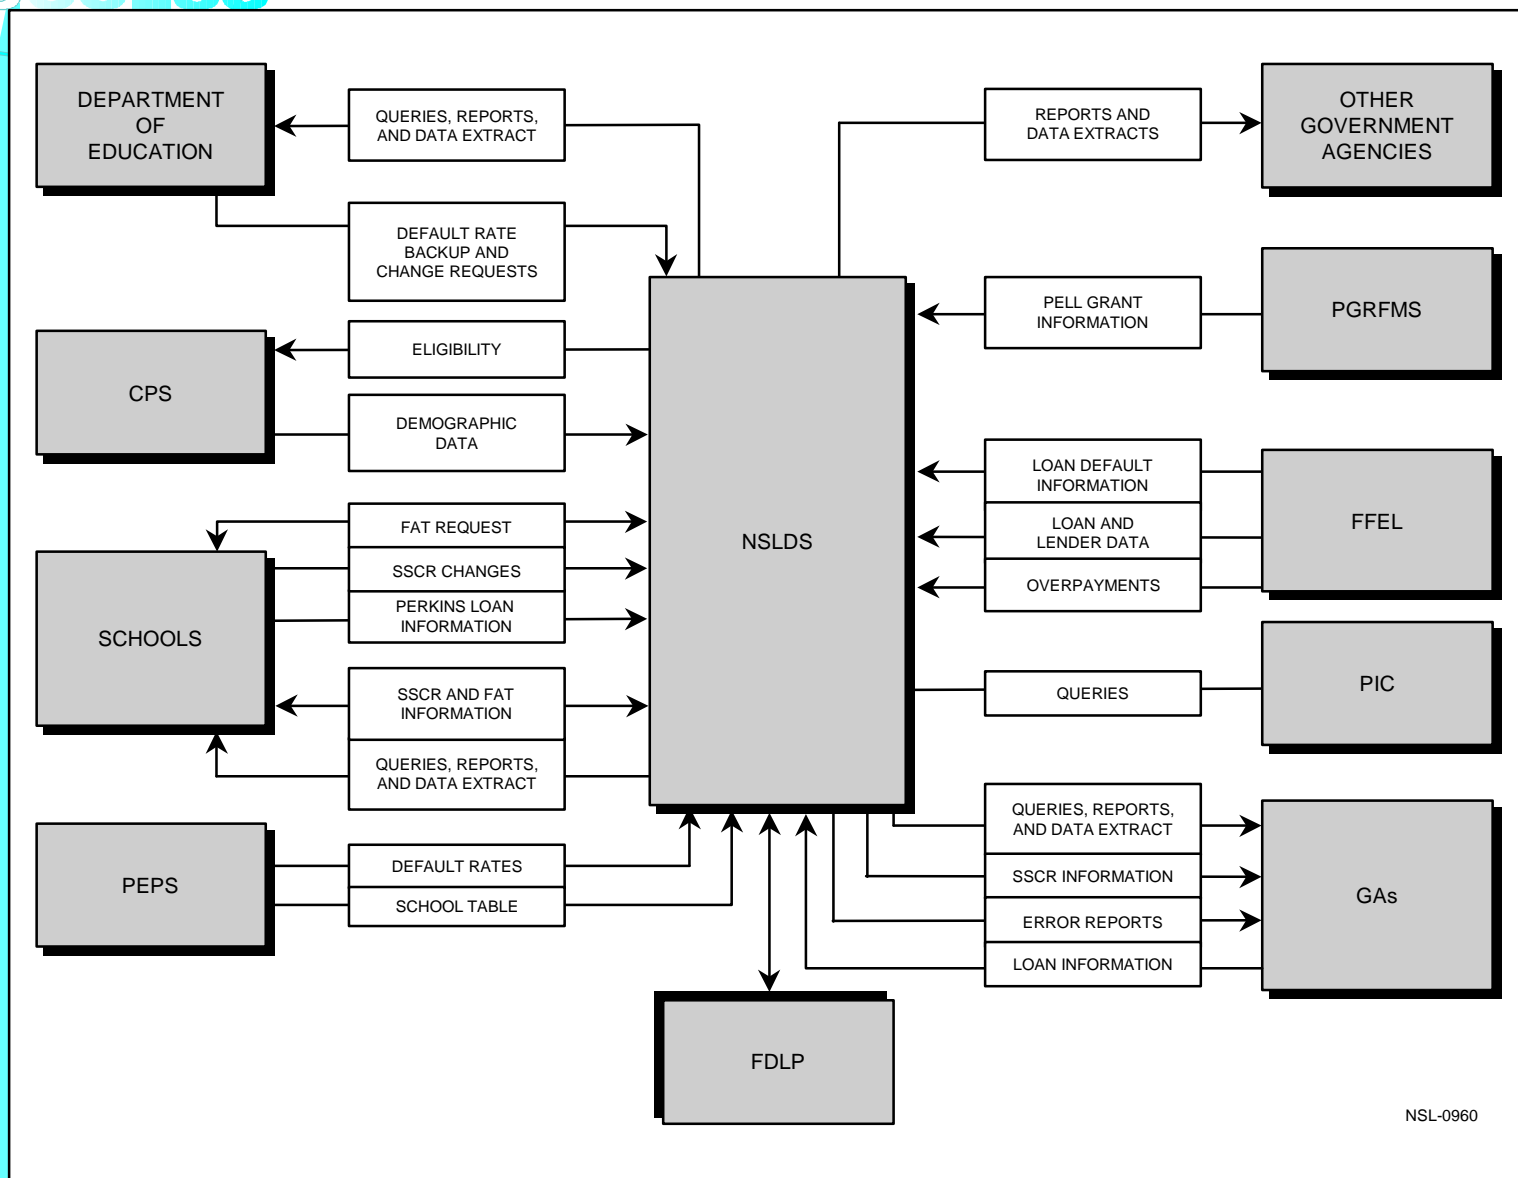 DEPARTMENT
OF
EDUCATION
QUERIES, REPORTS,
AND DATA EXTRACT
DEFAULT RATE
BACKUP AND
CHANGE REQUESTS
CPS
ELIGIBILITY
DEMOGRAPHIC
DATA
SCHOOLS
FAT REQUEST
SSCR CHANGES
PERKINS LOAN
INFORMATION
SSCR AND FAT
INFORMATION
QUERIES, REPORTS,
AND DATA EXTRACT
PEPS
DEFAULT RATES
SCHOOL TABLE
NSLDS
FDLP
REPORTS AND
DATA EXTRACTS
OTHER
GOVERNMENT
AGENCIES
PELL GRANT
INFORMATION
PGRFMS
LOAN DEFAULT
INFORMATION
LOAN AND
LENDER DATA
OVERPAYMENTS
FFEL
QUERIES
PIC
QUERIES, REPORTS,
AND DATA EXTRACT
SSCR INFORMATION
ERROR REPORTS
LOAN INFORMATION
GAs
NSL-0960